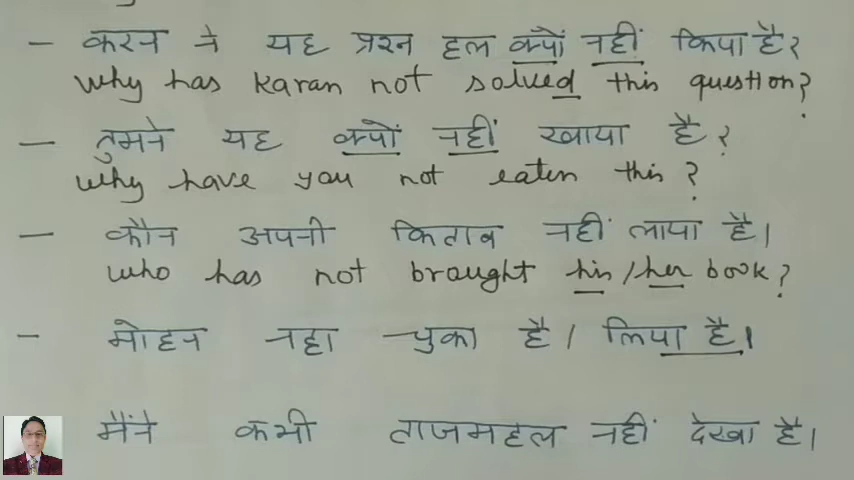 - करन ने यह प्रश्न हल क्यों नहीं किया है?
Why has Karan not solved this question?
- तुमने यह क्यों नहीं खाया है?
Why have you not eaten this?
- कौन अपनी किताब नहीं लाया है।
Who has not brought his/her book?
- मोहन नहा चुका है / लिया है।
मैंने कभी ताजमहल नहीं देखा है।